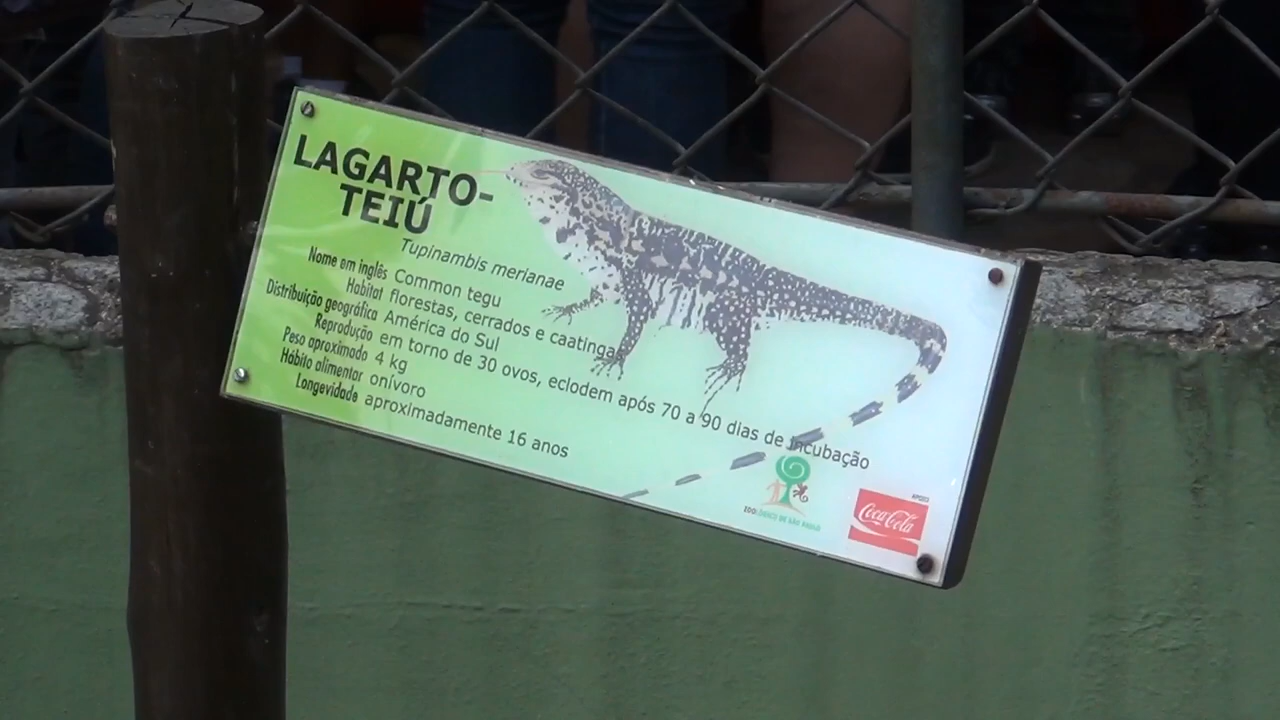 LAGARTO-
TEIÚ
Tupinambis merianae
Nome em inglês Common tegu
Habitat florestas, cerrados e caatingas
Distribuição geográfica América do Sul
Reprodução em torno de 30 ovos, eclodem após 70 a 90 dias de incubação
Peso aproximado 4 kg
Hábito alimentar onívoro
Longevidade aproximadamente 16 anos
APOIO
Coca-Cola
ZOOLÓGICO DE SÃO PAULO